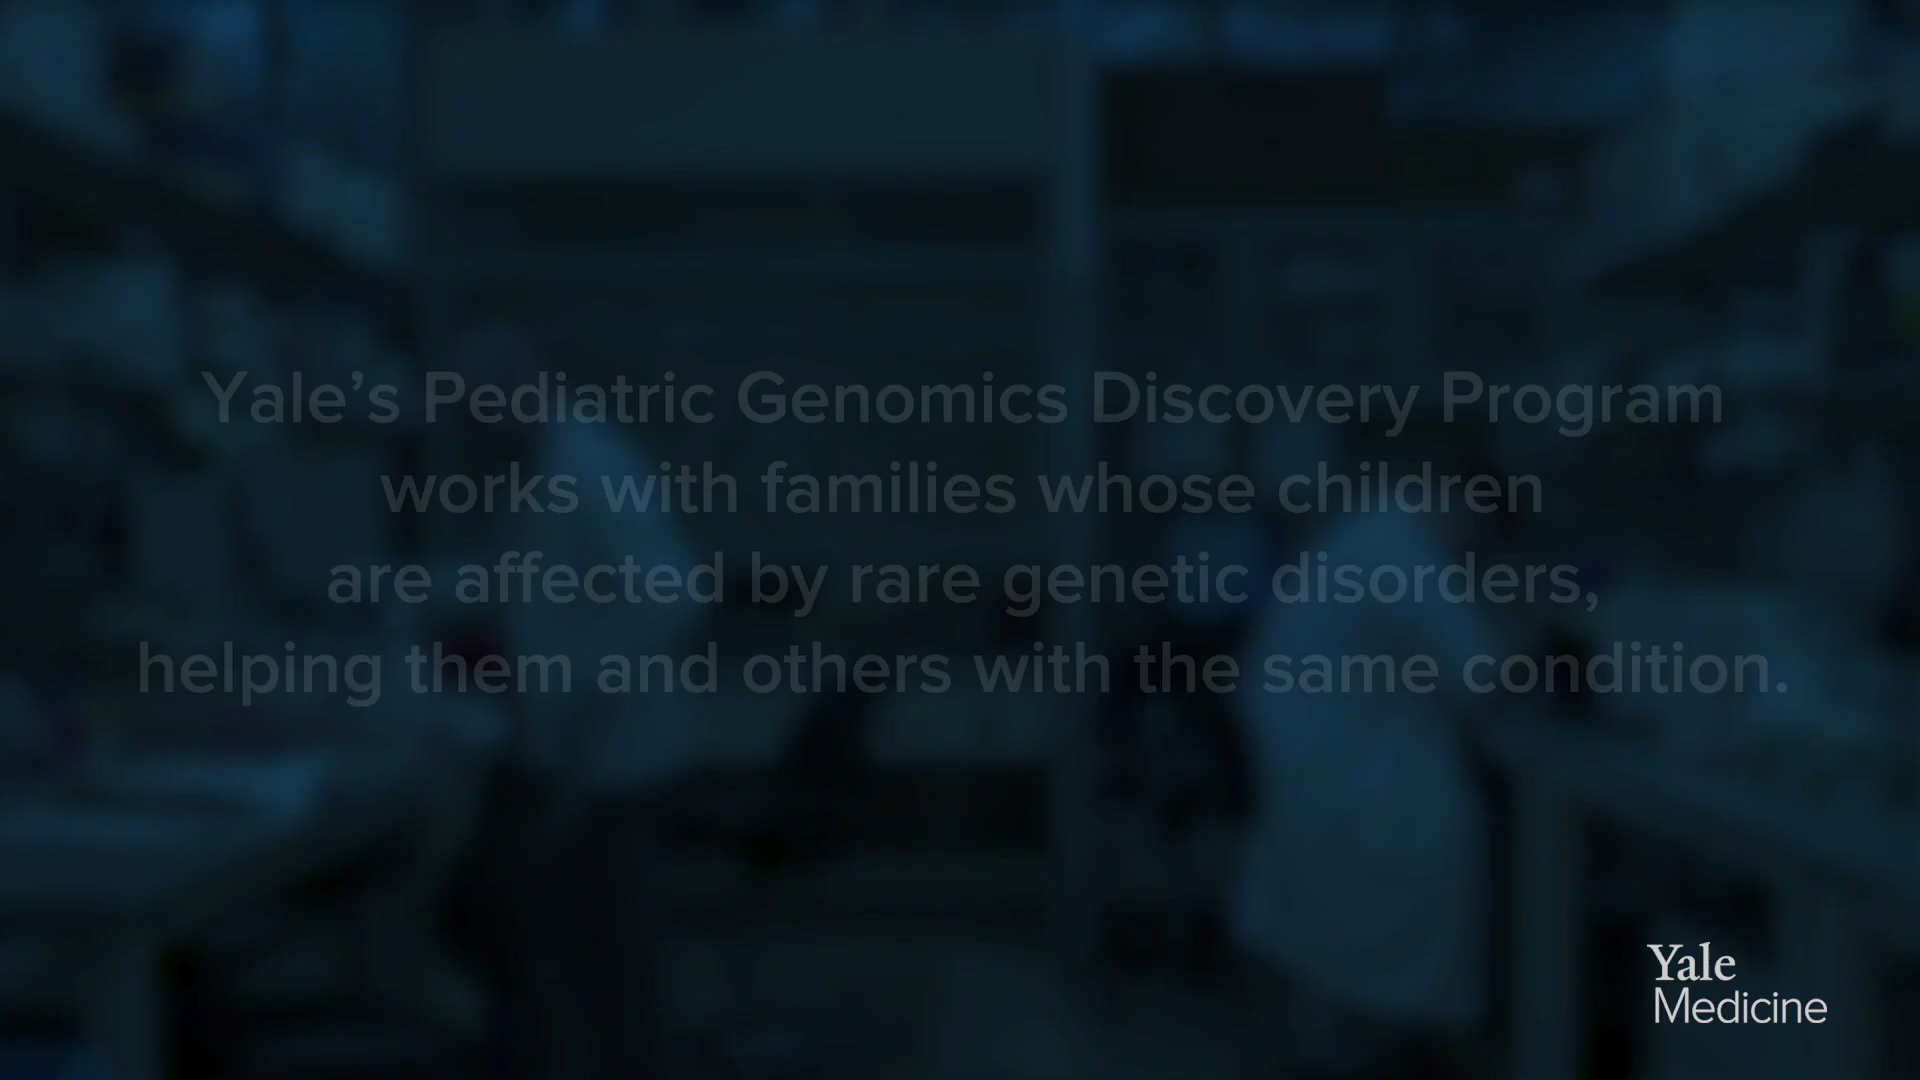 Yale’s Pediatric Genomics Discovery Program
works with families whose children
are affected by rare genetic disorders,
helping them and others with the same condition.
Yale
Medicine